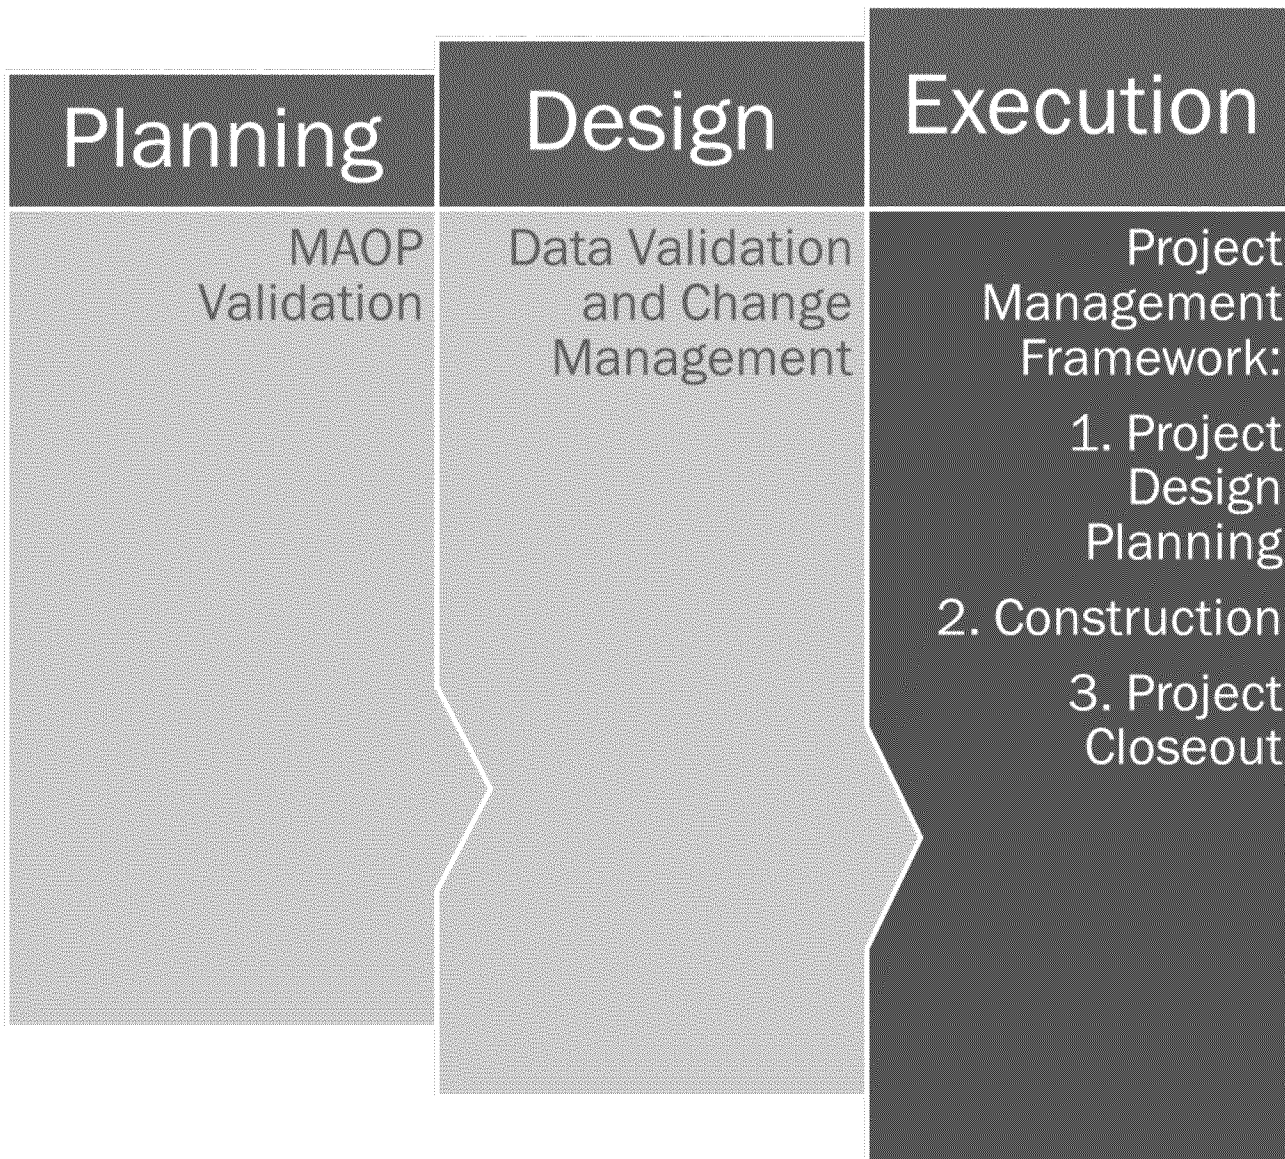 Planning
MAOP
Validation
Design
Data Validation
and Change
Management
Execution
Project
Management
Framework:
1. Project
Design
Planning
2. Construction
3. Project
Closeout